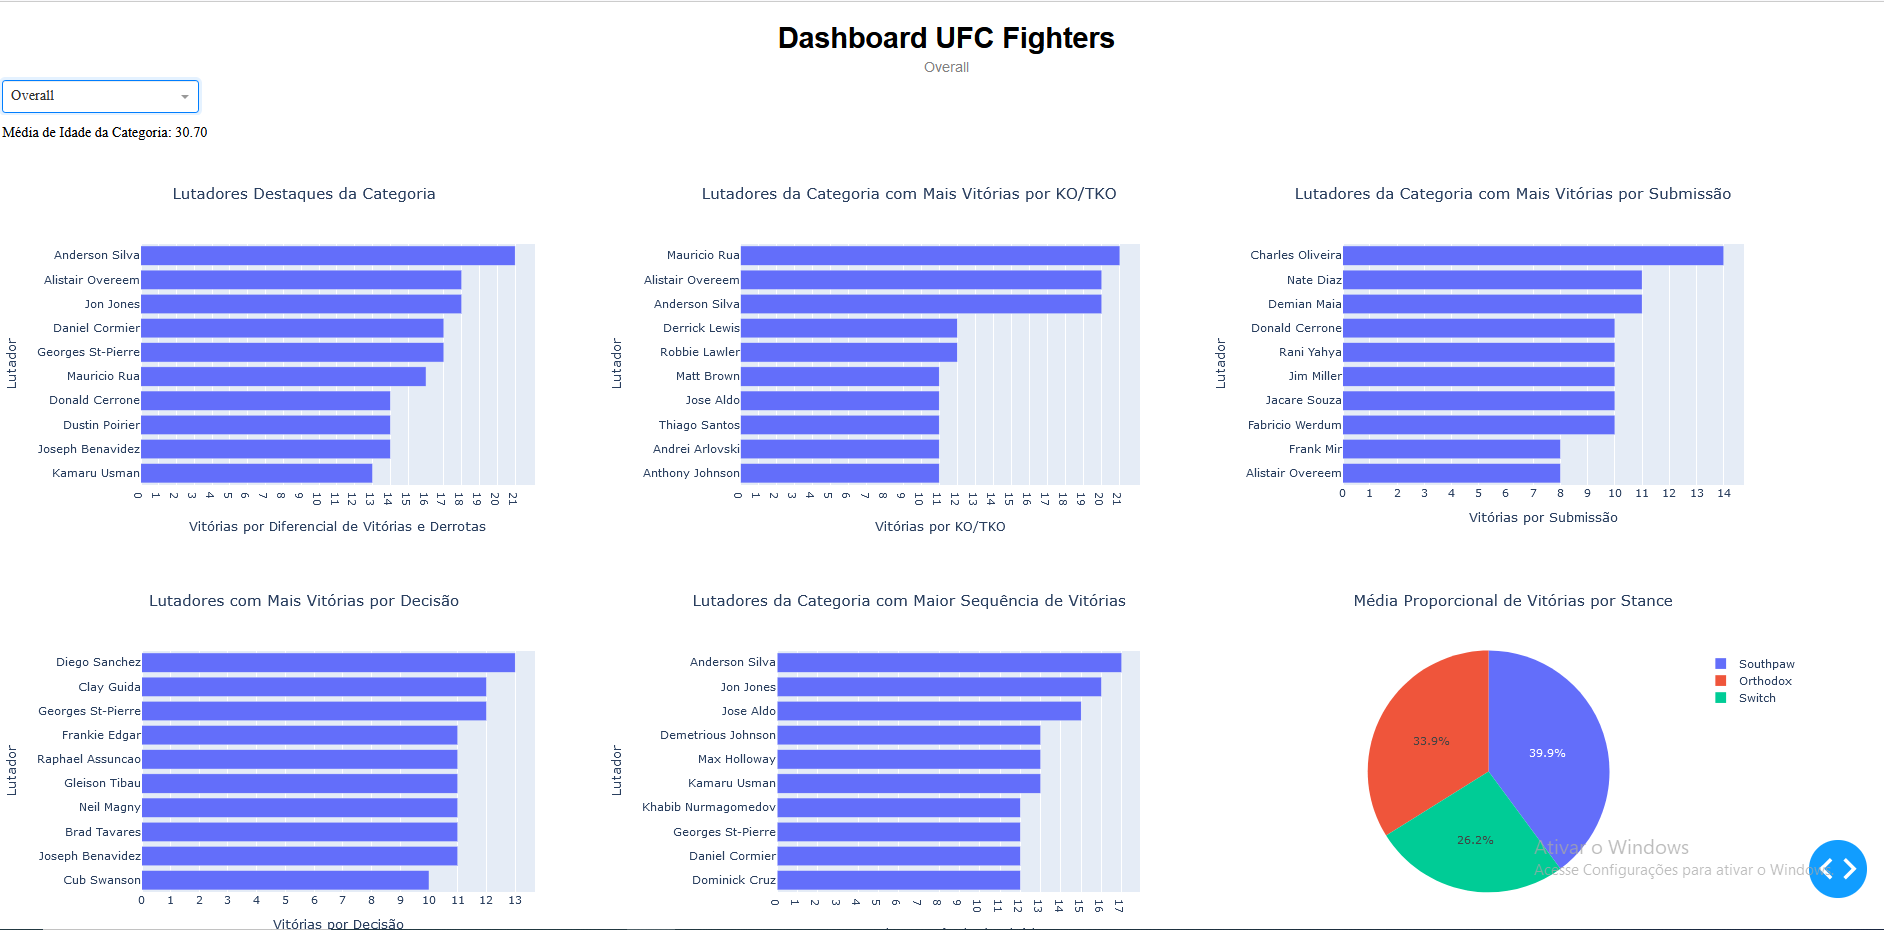 Dashboard UFC Fighters
Overall
Overall
Média de Idade da Categoria: 30.70
Lutadores Destaques da Categoria
Lutador
Anderson Silva
Alistair Overeem
Jon Jones
Daniel Cormier
Georges St-Pierre
Mauricio Rua
Donald Cerrone
Dustin Poirier
Joseph Benavidez
Kamaru Usman
0 1 2 3 4 5 6 7 8 9 10 11 12 13 14 15 16 17 18 19 20 21
Vitórias por Diferencial de Vitórias e Derrotas
Lutadores da Categoria com Mais Vitórias por KO/TKO
Lutador
Mauricio Rua
Alistair Overeem
Anderson Silva
Derrick Lewis
Robbie Lawler
Matt Brown
Jose Aldo
Thiago Santos
Andrei Arlovski
Anthony Johnson
0 1 2 3 4 5 6 7 8 9 10 11 12 13 14 15 16 17 18 19 20 21
Vitórias por KO/TKO
Lutadores da Categoria com Mais Vitórias por Submissão
Lutador
Charles Oliveira
Nate Diaz
Demian Maia
Donald Cerrone
Rani Yahya
Jim Miller
Jacare Souza
Fabricio Werdum
Frank Mir
Alistair Overeem
0 1 2 3 4 5 6 7 8 9 10 11 12 13 14
Vitórias por Submissão
Lutadores com Mais Vitórias por Decisão
Lutador
Diego Sanchez
Clay Guida
Georges St-Pierre
Frankie Edgar
Raphael Assuncao
Gleison Tibau
Neil Magny
Brad Tavares
Joseph Benavidez
Cub Swanson
0 1 2 3 4 5 6 7 8 9 10 11 12 13
Vitórias por Decisão
Lutadores da Categoria com Maior Sequência de Vitórias
Lutador
Anderson Silva
Jon Jones
Jose Aldo
Demetrious Johnson
Max Holloway
Kamaru Usman
Khabib Nurmagomedov
Georges St-Pierre
Daniel Cormier
Dominick Cruz
0 1 2 3 4 5 6 7 8 9 10 11 12 13 14 15 16 17
Média Proporcional de Vitórias por Stance
39.9%
33.9%
26.2%
Southpaw
Orthodox
Switch
Ativar o Windows
Acesse Configurações para ativar o Windows.